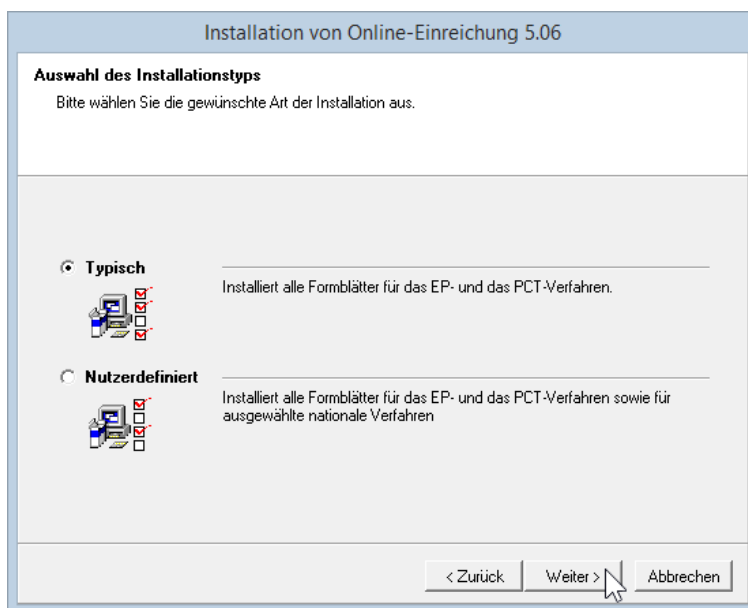 Installation von Online-Einreichung 5.06
Auswahl des Installationstyps
Bitte wählen Sie die gewünschte Art der Installation aus.
Typisch
Installiert alle Formblätter für das EP- und das PCT-Verfahren.
Nutzerdefiniert
Installiert alle Formblätter für das EP- und das PCT-Verfahren sowie für
ausgewählte nationale Verfahren
< Zurück Weiter > Abbrechen